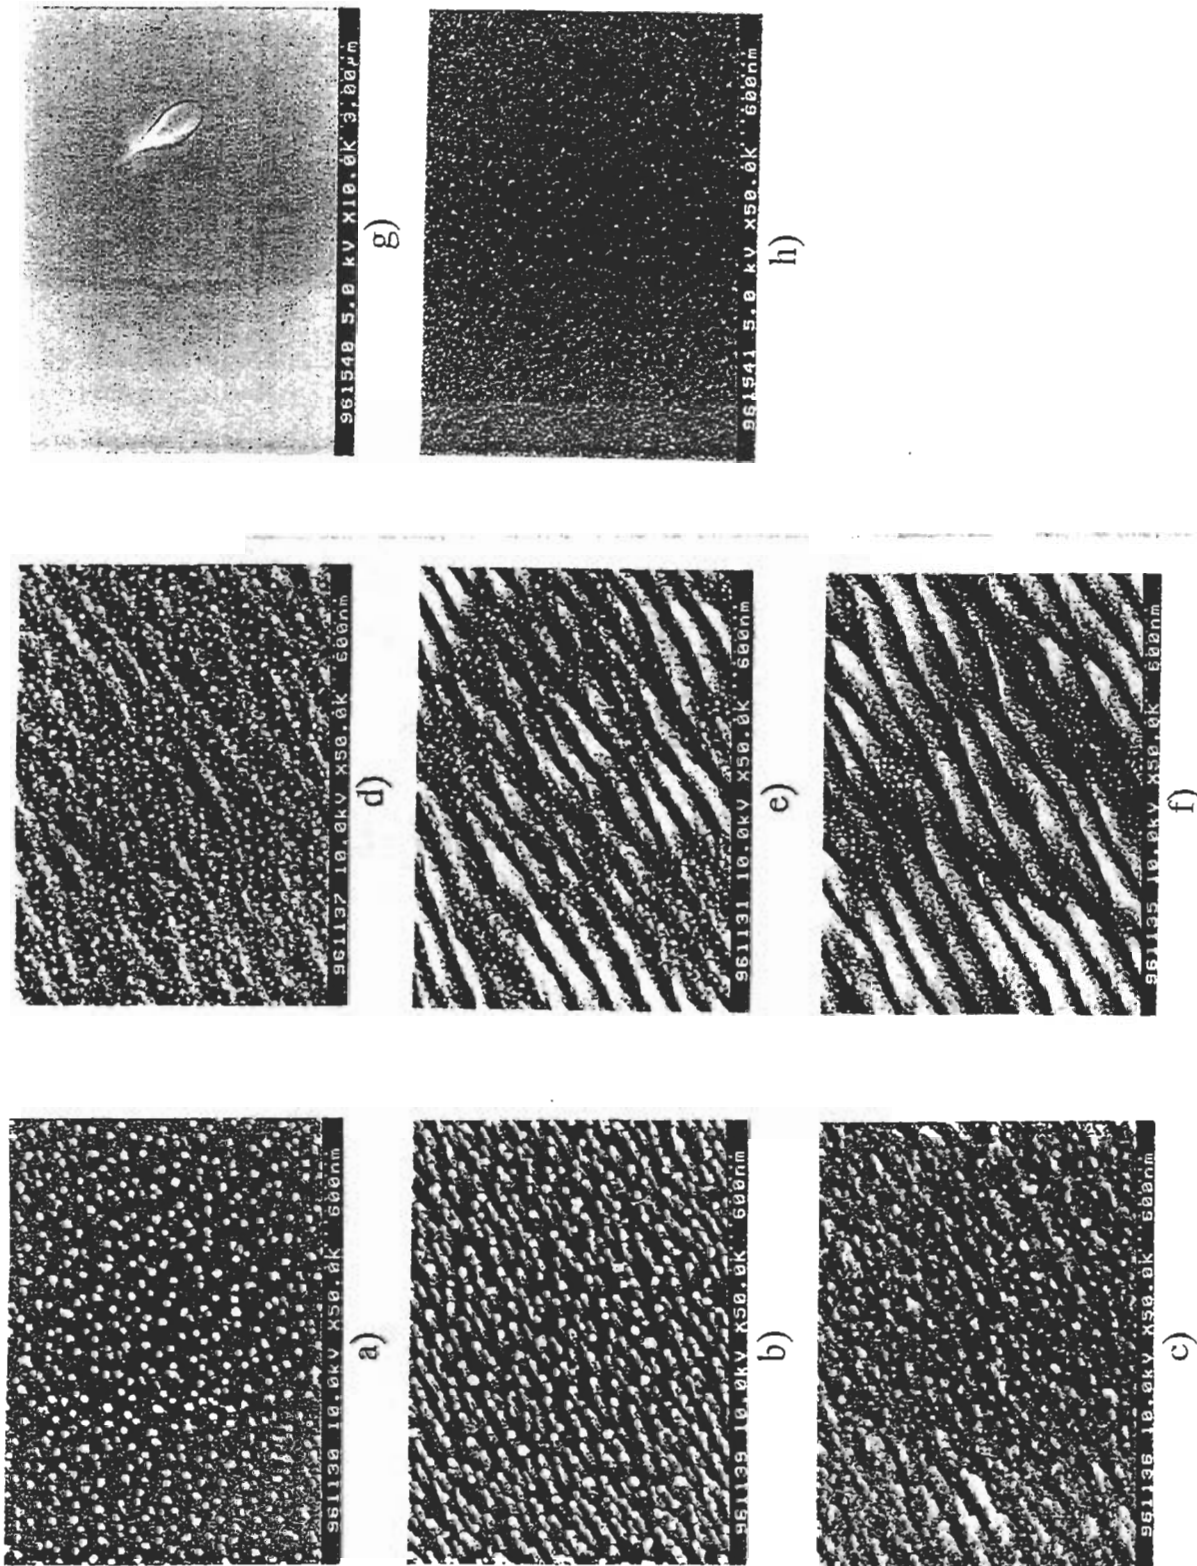 961130 10.0kV X50.0K 600nm
a)
961139 10.0kV X50.0K 600nm
b)
961136 10.0kV X50.0K 600nm
c)
961137 10.0kV X50.0K 600nm
d)
961131 10.0kV X50.0K 600nm
e)
961135 10.0kV X50.0K 600nm
f)
961540 5.0 kV X10.0K 3.00µm
g)
961541 5.0 kV X50.0K 600nm
h)